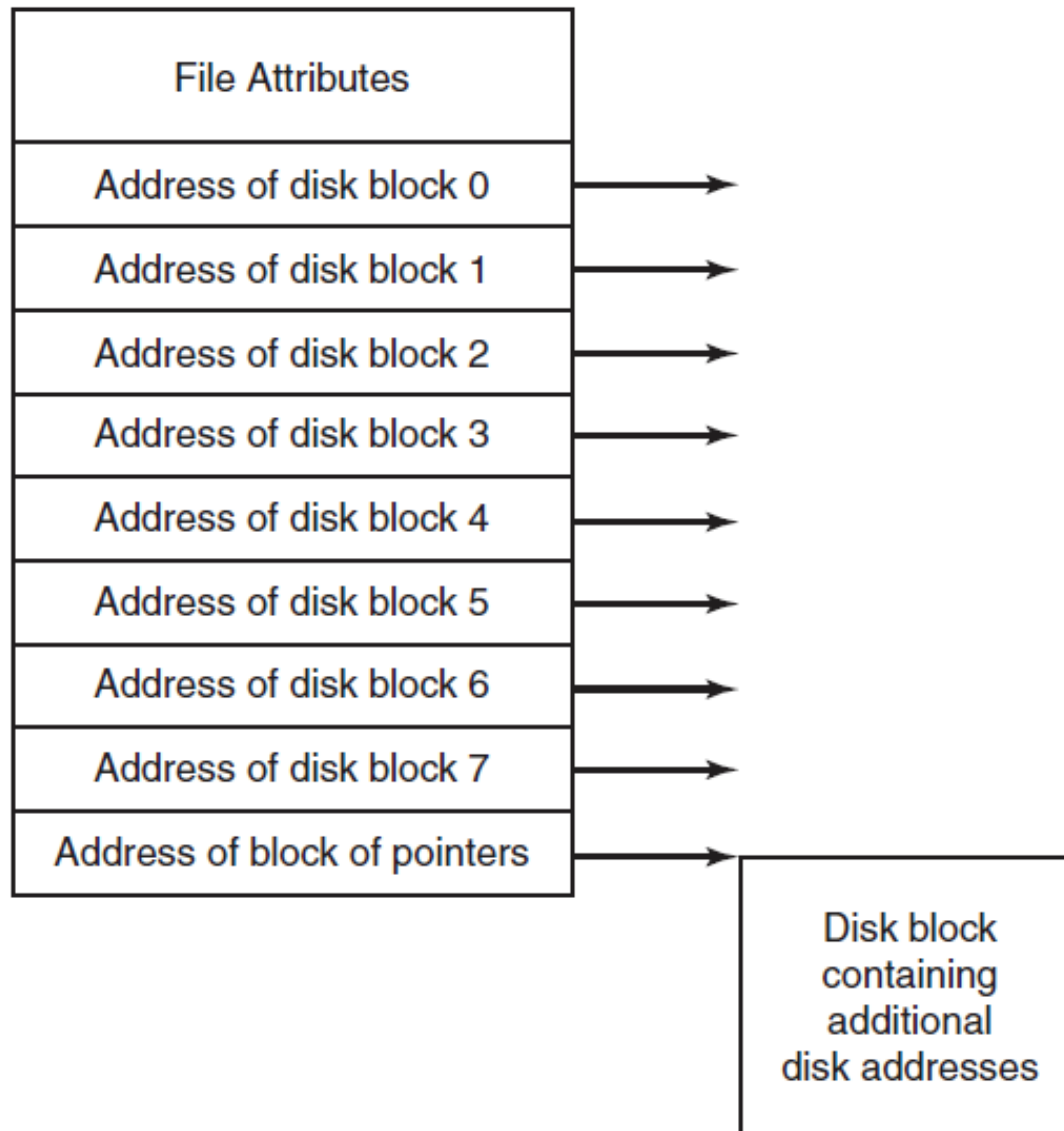 File Attributes
Address of disk block 0
Address of disk block 1
Address of disk block 2
Address of disk block 3
Address of disk block 4
Address of disk block 5
Address of disk block 6
Address of disk block 7
Address of block of pointers
Disk block
containing
additional
disk addresses